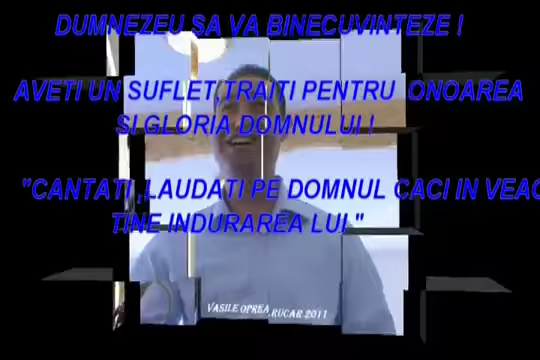 DUMNEZEU SA VA BINECUVINTEZE !
AVETI UN SUFLET,TRAITI PENTRU ONOAREA
SI GLORIA DOMNULUI !
"CANTATI ,LAUDATI PE DOMNUL CACI IN VEAC
TINE INDURAREA LUI "
VASILE OPREA RUCAR 2011